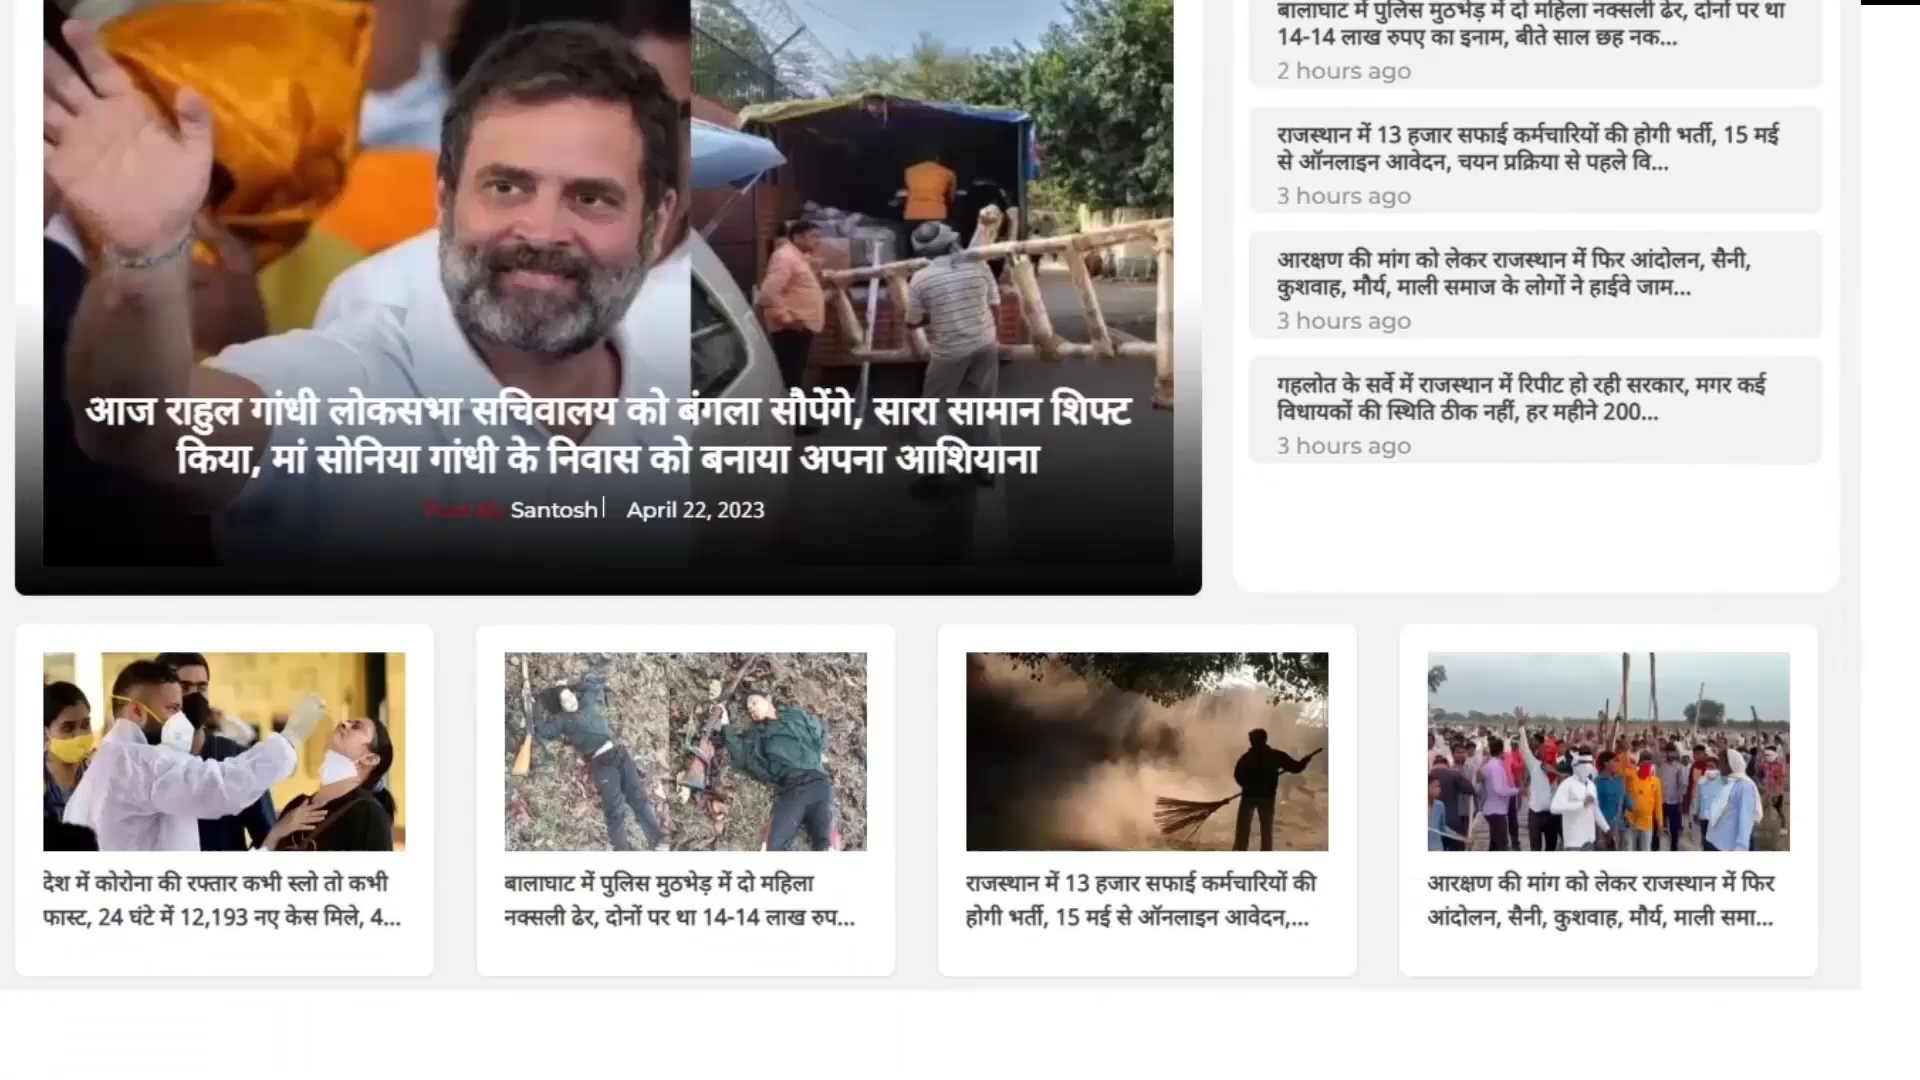 आज राहुल गांधी लोकसभा सचिवालय को बंगला सौपेंगे, सारा सामान शिफ्ट
किया, मां सोनिया गांधी के निवास को बनाया अपना आशियाना
Post By Santosh| April 22, 2023
बालाघाट में पुलिस मुठभेड़ में दो महिला नक्सली ढेर, दोनों पर था
14-14 लाख रुपए का इनाम, बीते साल छह नक...
2 hours ago
राजस्थान में 13 हजार सफाई कर्मचारियों की होगी भर्ती, 15 मई
से ऑनलाइन आवेदन, चयन प्रक्रिया से पहले वि...
3 hours ago
आरक्षण की मांग को लेकर राजस्थान में फिर आंदोलन, सैनी,
कुशवाह, मौर्य, माली समाज के लोगों ने हाईवे जाम...
3 hours ago
गहलोत के सर्वे में राजस्थान में रिपीट हो रही सरकार, मगर कई
विधायकों की स्थिति ठीक नहीं, हर महीने 200...
3 hours ago
देश में कोरोना की रफ्तार कभी स्लो तो कभी
फास्ट, 24 घंटे में 12,193 नए केस मिले, 4...
बालाघाट में पुलिस मुठभेड़ में दो महिला
नक्सली ढेर, दोनों पर था 14-14 लाख रुप...
राजस्थान में 13 हजार सफाई कर्मचारियों की
होगी भर्ती, 15 मई से ऑनलाइन आवेदन,...
आरक्षण की मांग को लेकर राजस्थान में फिर
आंदोलन, सैनी, कुशवाह, मौर्य, माली समा...